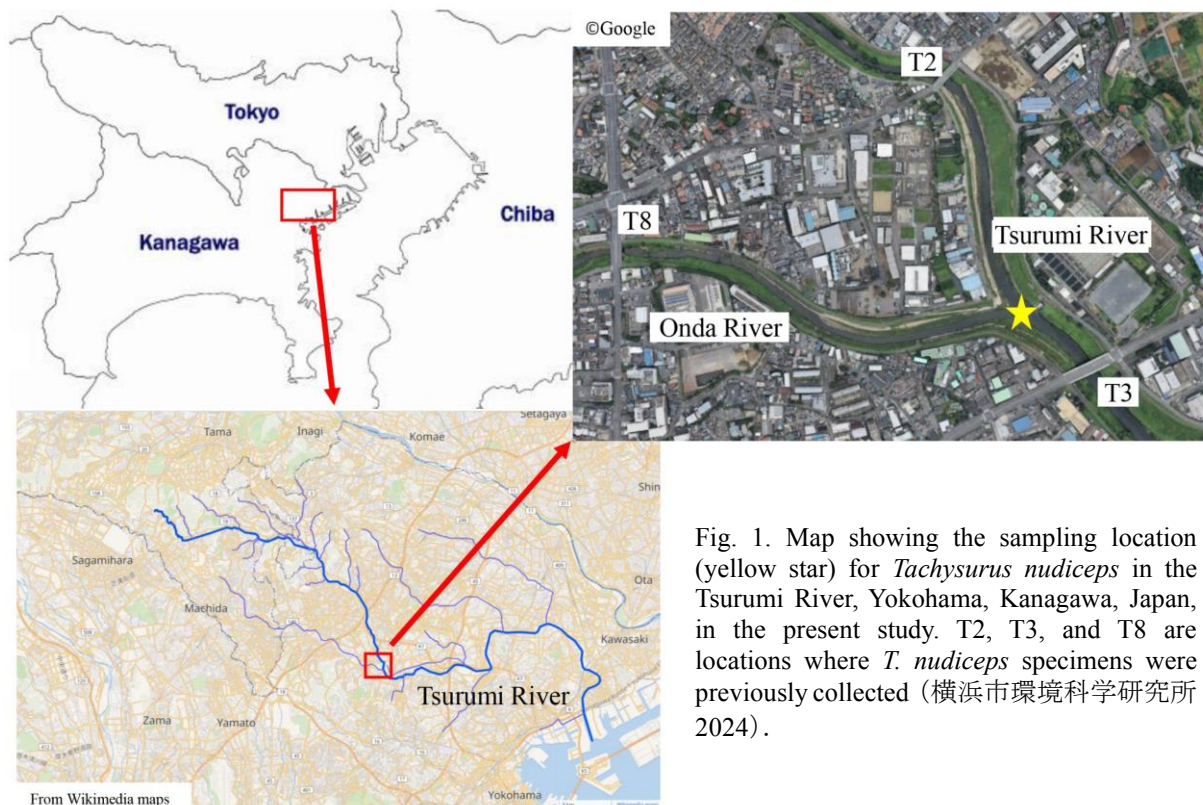 Tokyo
Kanagawa
Chiba
©Google
T2
T8
Tsurumi River
Onda River
T3
Setagaya
Tama
Inagi
Komae
Shin
Sagamihara
Ota
Machida
Kawasaki
Tsurumi River
Zama
Yamato
Yokohama
From Wikimedia maps
Fig. 1. Map showing the sampling location
(yellow star) for Tachysurus nudiceps in the
Tsurumi River, Yokohama, Kanagawa, Japan,
in the present study. T2, T3, and T8 are
locations where T. nudiceps specimens were
previously collected（横浜市環境科学研究所
2024）.